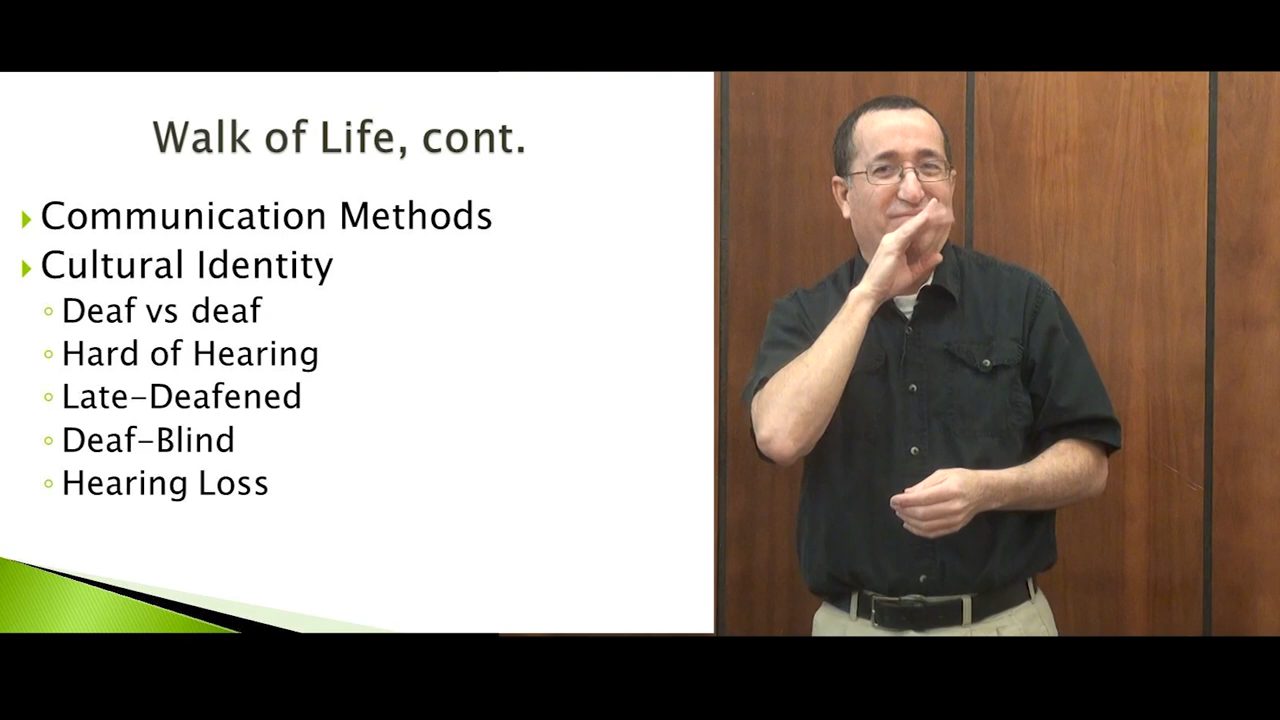 Walk of Life, cont.
Communication Methods
Cultural Identity
Deaf vs deaf
Hard of Hearing
Late-Deafened
Deaf-Blind
Hearing Loss